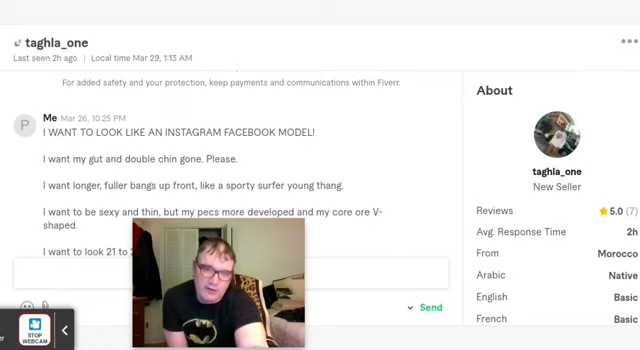 taghla_one
Last seen 2h ago | Local time Mar 29, 1:13 AM
For added safety and your protection, keep payments and communications within Fiverr.
P
Me Mar 26, 10:25 PM
I WANT TO LOOK LIKE AN INSTAGRAM FACEBOOK MODEL!
I want my gut and double chin gone. Please.
I want longer, fuller bangs up front, like a sporty surfer young thang.
I want to be sexy and thin, but my pecs more developed and my core ore V-
shaped.
I want to look 21 to
Send
STOP
WEBCAM
About
taghla_one
New Seller
Reviews 5.0 (7)
Avg. Response Time 2h
From Morocco
Arabic Native
English Basic
French Basic